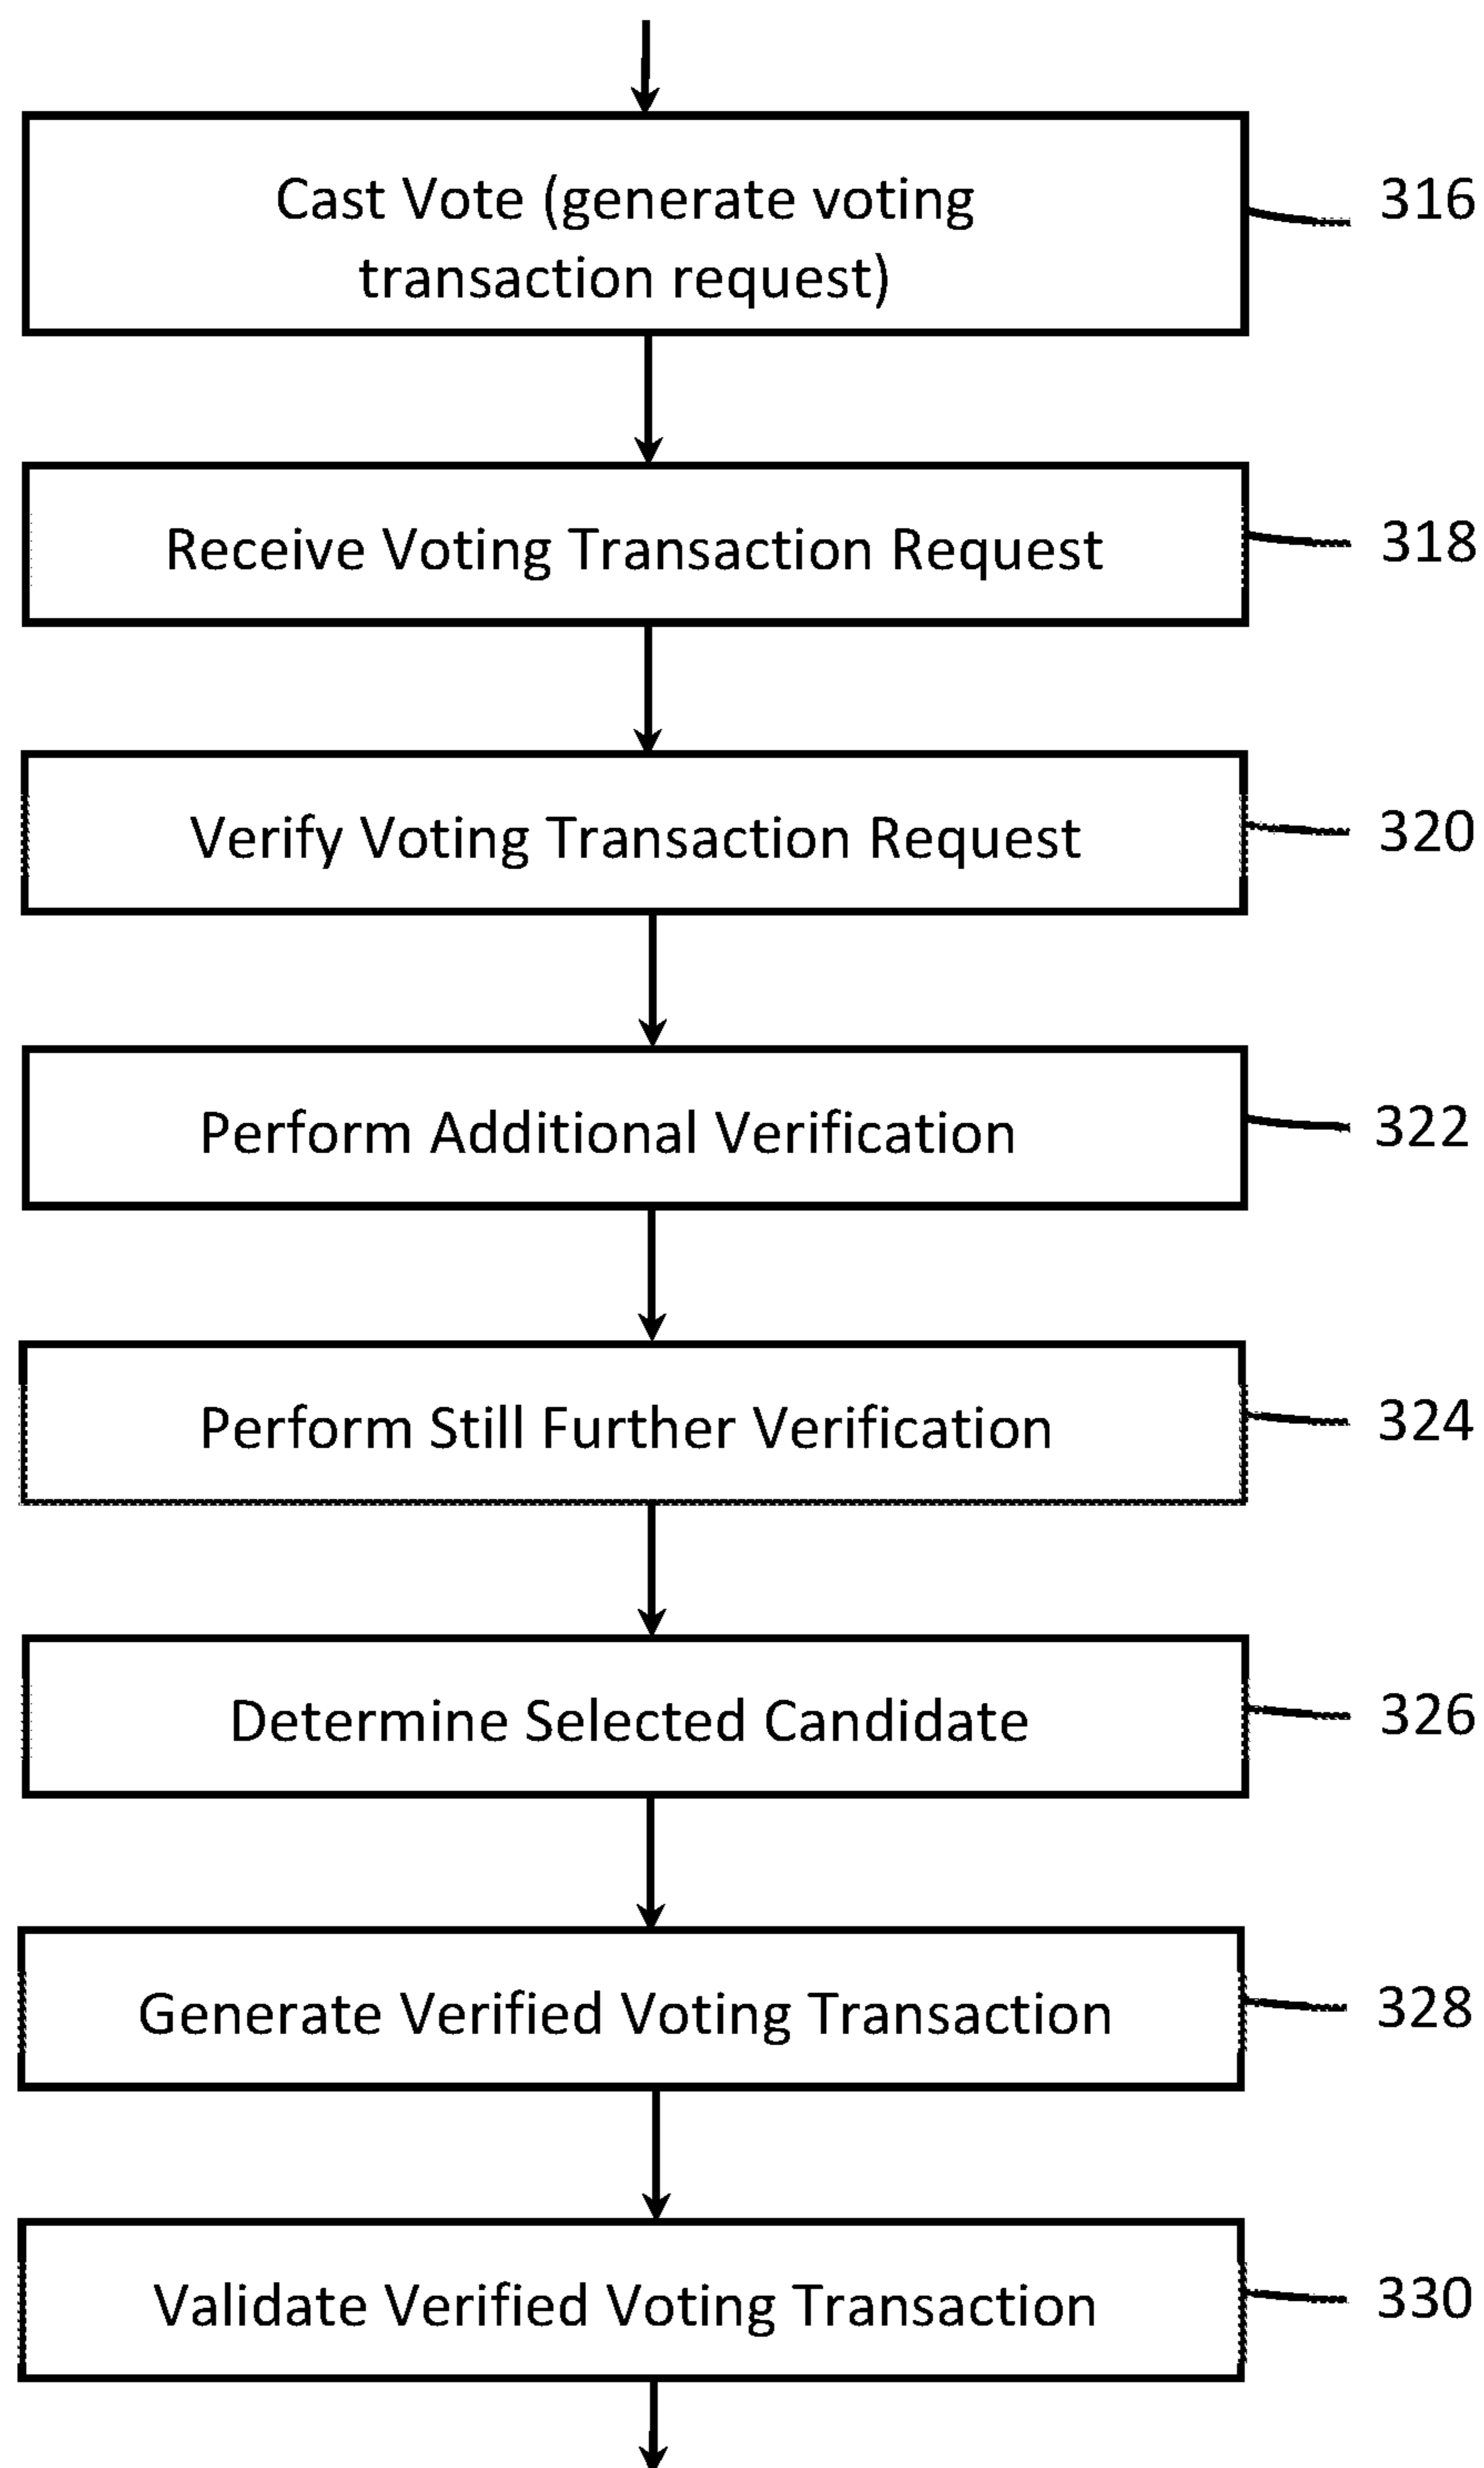 Cast Vote (generate voting
transaction request)
316
Receive Voting Transaction Request
318
Verify Voting Transaction Request
320
Perform Additional Verification
322
Perform Still Further Verification
324
Determine Selected Candidate
326
Generate Verified Voting Transaction
328
Validate Verified Voting Transaction
330